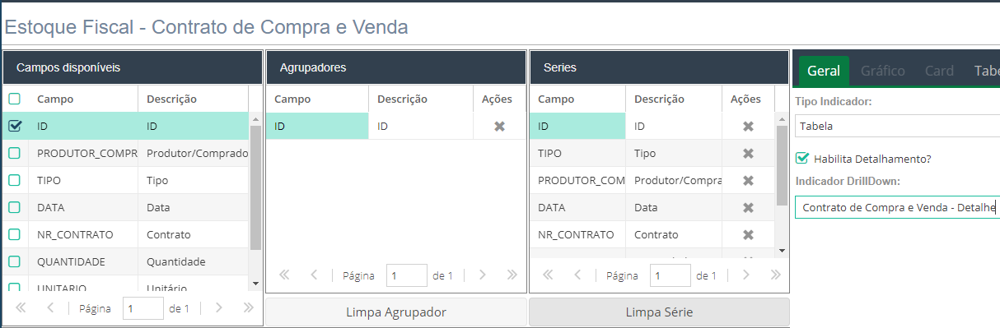 Estoque Fiscal - Contrato de Compra e Venda
Campos disponíveis
Campo Descrição
ID ID
PRODUTOR_COMPR Produtor/Comprado
TIPO Tipo
DATA Data
NR_CONTRATO Contrato
QUANTIDADE Quantidade
UNITARIO Unitário
Página 1 de 1
Agrupadores
Campo Descrição Ações
ID ID
Página 1 de 1
Limpa Agrupador
Series
Campo Descrição Ações
ID ID
TIPO Tipo
PRODUTOR_COM Produtor/Compra
DATA Data
NR_CONTRATO Contrato
Página 1 de 1
Limpa Série
Geral Gráfico Card Tabe
Tipo Indicador:
Tabela
Habilita Detalhamento?
Indicador DrillDown:
Contrato de Compra e Venda - Detalhe